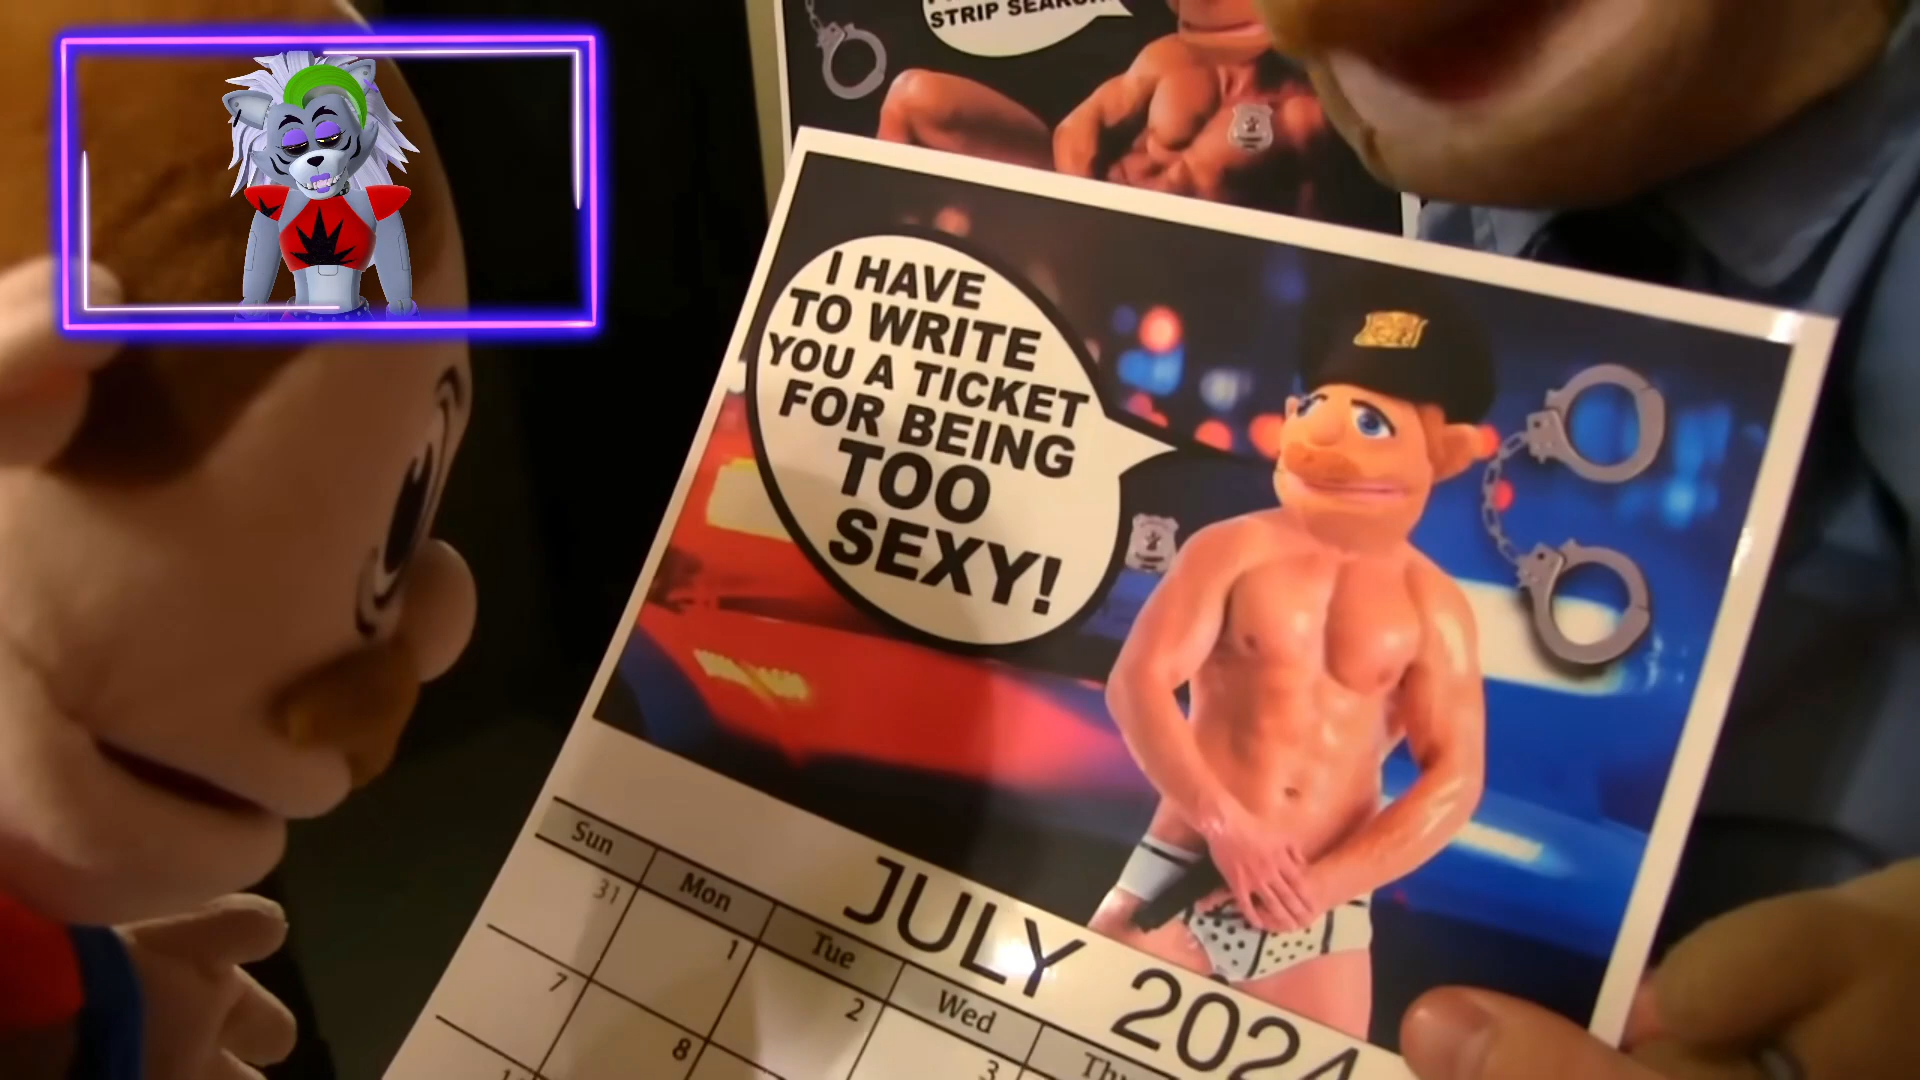 STRIP SEARCH
I HAVE
TO WRITE
YOU A TICKET
FOR BEING
TOO
SEXY!
JULY 2024
Sun Mon Tue Wed
31 1 2 3
7 8